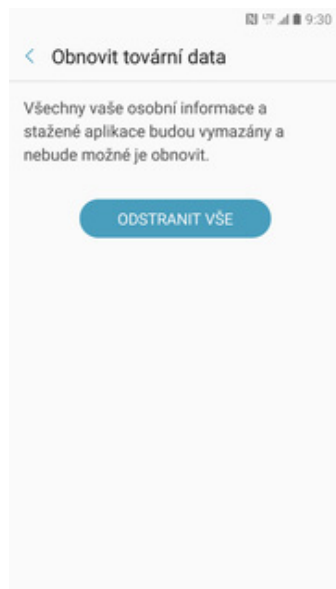 9:30
Obnovit tovární data
Všechny vaše osobní informace a
stažené aplikace budou vymazány a
nebude možné je obnovit.
ODSTRANIT VŠE